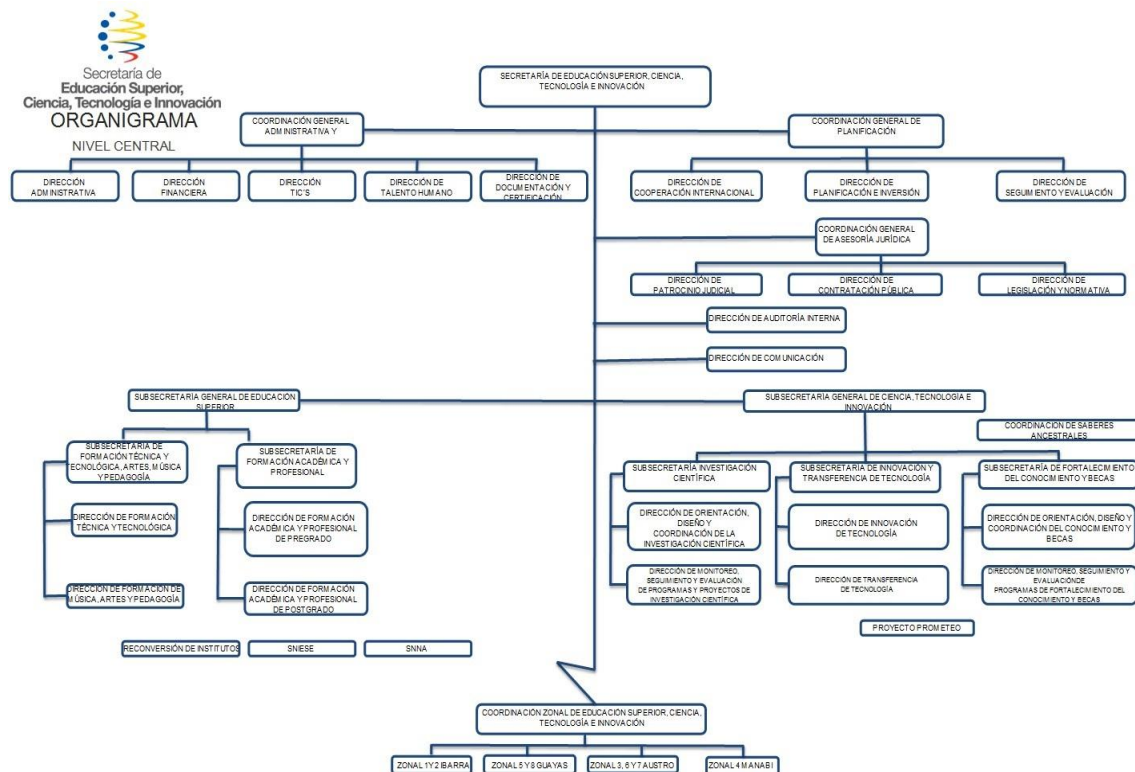 Secretaría de
Educación Superior,
Ciencia, Tecnología e Innovación
ORGANIGRAMA
NIVEL CENTRAL
SECRETARÍA DE EDUCACIÓN SUPERIOR, CIENCIA,
TECNOLOGÍA E INNOVACIÓN
COORDINACIÓN GENERAL
ADMINISTRATIVA Y
COORDINACIÓN GENERAL DE
PLANIFICACIÓN
DIRECCIÓN
ADMINISTRATIVA
DIRECCIÓN
FINANCIERA
DIRECCIÓN
TIC'S
DIRECCIÓN DE
TALENTO HUMANO
DIRECCIÓN DE
DOCUMENTACIÓN Y
CERTIFICACIÓN
DIRECCIÓN DE
COOPERACIÓN INTERNACIONAL
DIRECCIÓN DE
PLANIFICACIÓN E INVERSIÓN
DIRECCIÓN DE
SEGUIMIENTO Y EVALUACIÓN
COORDINACIÓN GENERAL
DE ASESORÍA JURÍDICA
DIRECCIÓN DE
PATROCINIO JUDICIAL
DIRECCIÓN DE
CONTRATACIÓN PÚBLICA
DIRECCIÓN DE
LEGISLACIÓN Y NORMATIVA
DIRECCIÓN DE AUDITORÍA INTERNA
DIRECCIÓN DE COMUNICACIÓN
SUBSECRETARÍA GENERAL DE EDUCACIÓN
SUPERIOR
SUBSECRETARÍA GENERAL DE CIENCIA, TECNOLOGÍA E
INNOVACIÓN
COORDINACIÓN DE SABERES
ANCESTRALES
SUBSECRETARÍA DE
FORMACIÓN TÉCNICA Y
TECNOLÓGICA, ARTES, MÚSICA
Y PEDAGOGÍA
SUBSECRETARÍA DE
FORMACIÓN ACADÉMICA Y
PROFESIONAL
SUBSECRETARÍA INVESTIGACIÓN
CIENTÍFICA
SUBSECRETARÍA DE INNOVACIÓN Y
TRANSFERENCIA DE TECNOLOGÍA
SUBSECRETARÍA DE FORTALECIMIENTO
DEL CONOCIMIENTO Y BECAS
DIRECCIÓN DE FORMACIÓN
TÉCNICA Y TECNOLÓGICA
DIRECCIÓN DE FORMACIÓN
ACADÉMICA Y PROFESIONAL
DE PREGRADO
DIRECCIÓN DE ORIENTACIÓN,
DISEÑO Y
COORDINACIÓN DE LA
INVESTIGACIÓN CIENTÍFICA
DIRECCIÓN DE INNOVACIÓN
DE TECNOLOGÍA
DIRECCIÓN DE ORIENTACIÓN, DISEÑO Y
COORDINACIÓN DEL CONOCIMIENTO Y
BECAS
DIRECCIÓN DE FORMACIÓN DE
MÚSICA, ARTES Y PEDAGOGÍA
DIRECCIÓN DE FORMACIÓN
ACADÉMICA Y PROFESIONAL
DE POSTGRADO
DIRECCIÓN DE MONITOREO,
SEGUIMIENTO Y EVALUACIÓN
DE PROGRAMAS Y PROYECTOS DE
INVESTIGACIÓN CIENTÍFICA
DIRECCIÓN DE TRANSFERENCIA
DE TECNOLOGÍA
DIRECCIÓN DE MONITOREO, SEGUIMIENTO Y
EVALUACIÓN DE
PROGRAMAS DE FORTALECIMIENTO DEL
CONOCIMIENTO Y BECAS
PROYECTO PROMETEO
RECONVERSIÓN DE INSTITUTOS
SNIESE
SNNA
COORDINACIÓN ZONAL DE EDUCACIÓN SUPERIOR, CIENCIA,
TECNOLOGÍA E INNOVACIÓN
ZONAL 1 Y 2 IBARRA
ZONAL 5 Y 8 GUAYAS
ZONAL 3, 6 Y 7 AUSTRO
ZONAL 4 MANABI